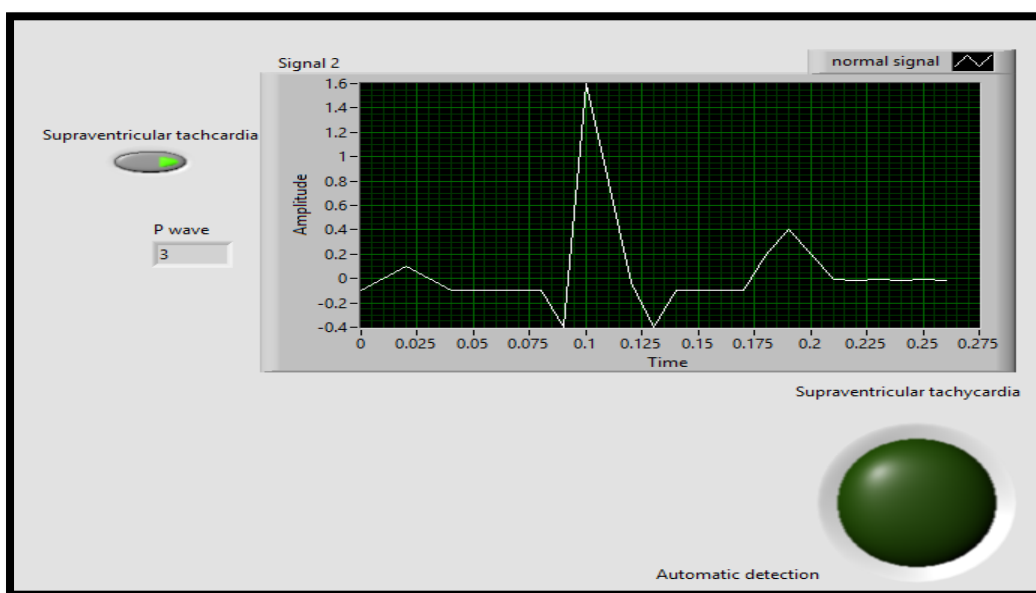 Signal 2
normal signal
Supraventricular tachcardia
P wave
3
Amplitude
1.6
1.4
1.2
1
0.8
0.6
0.4
0.2
0
-0.2
-0.4
0 0.025 0.05 0.075 0.1 0.125 0.15 0.175 0.2 0.225 0.25 0.275
Time
Supraventricular tachycardia
Automatic detection